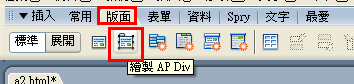 插入 常用 版面 表單 資料 Spry 文字 最愛
標準 展開
繪製 AP Div
a2.html*